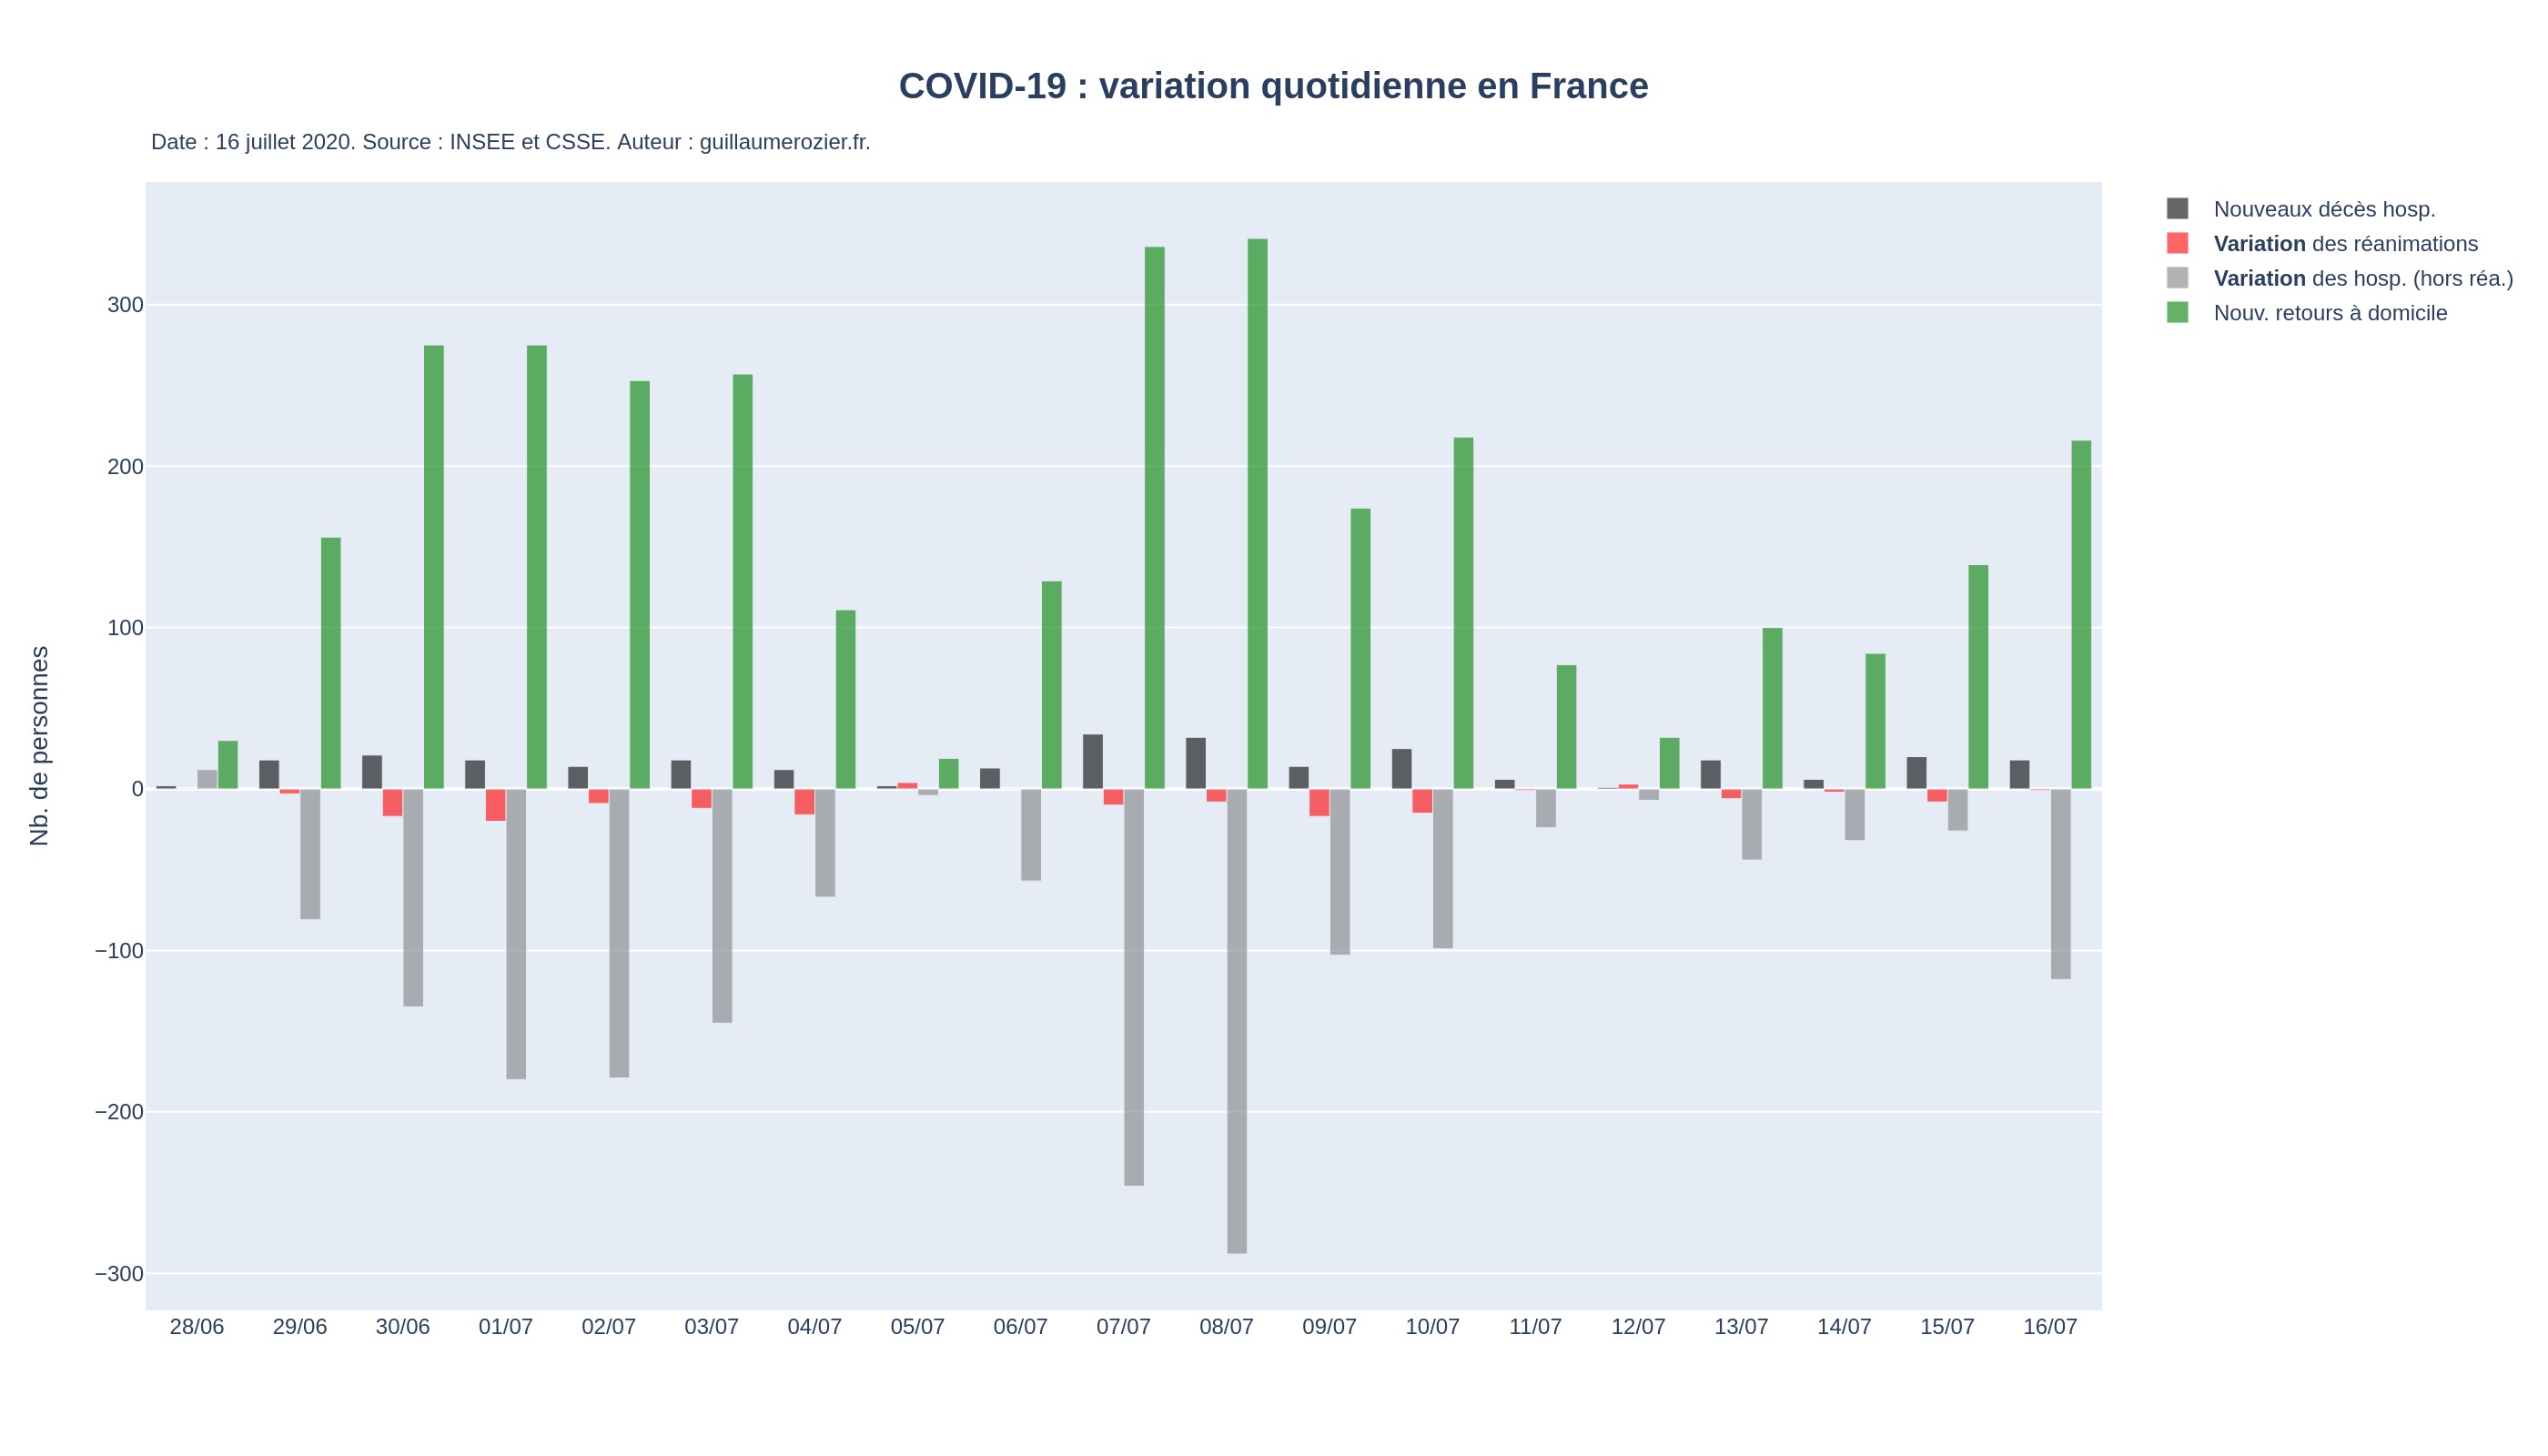 COVID-19 : variation quotidienne en France
Date : 16 juillet 2020. Source : INSEE et CSSE. Auteur : guillaumerozier.fr.
Nouveaux décès hosp.
Variation des réanimations
Variation des hosp. (hors réa.)
Nouv. retours à domicile
Nb. de personnes
300
200
100
0
−100
−200
−300
28/06 29/06 30/06 01/07 02/07 03/07 04/07 05/07 06/07 07/07 08/07 09/07 10/07 11/07 12/07 13/07 14/07 15/07 16/07